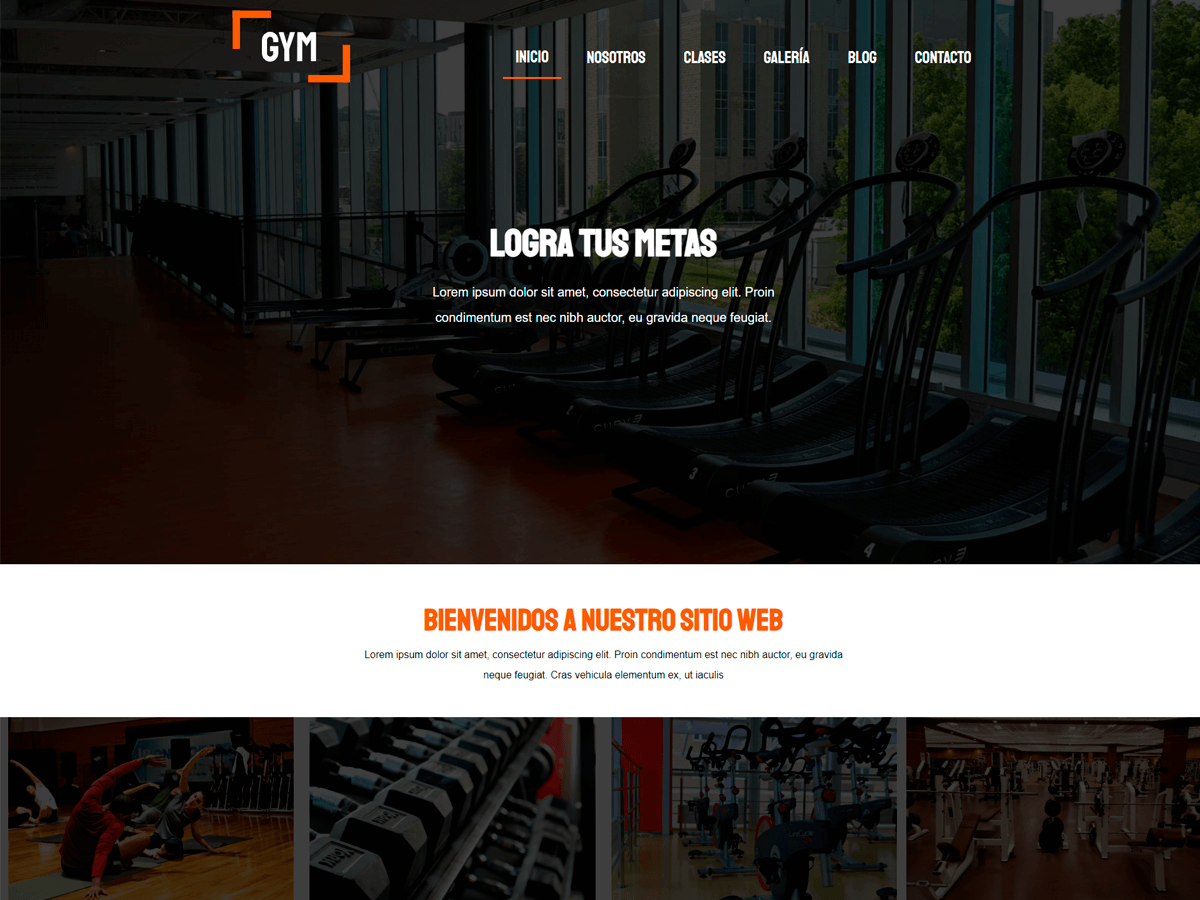 GYM
INICIO NOSOTROS CLASES GALERÍA BLOG CONTACTO
LOGRA TUS METAS
Lorem ipsum dolor sit amet, consectetur adipiscing elit. Proin
condimentum est nec nibh auctor, eu gravida neque feugiat.
3
4
BIENVENIDOS A NUESTRO SITIO WEB
Lorem ipsum dolor sit amet, consectetur adipiscing elit. Proin condimentum est nec nibh auctor, eu gravida
neque feugiat. Cras vehicula elementum ex, ut iaculis